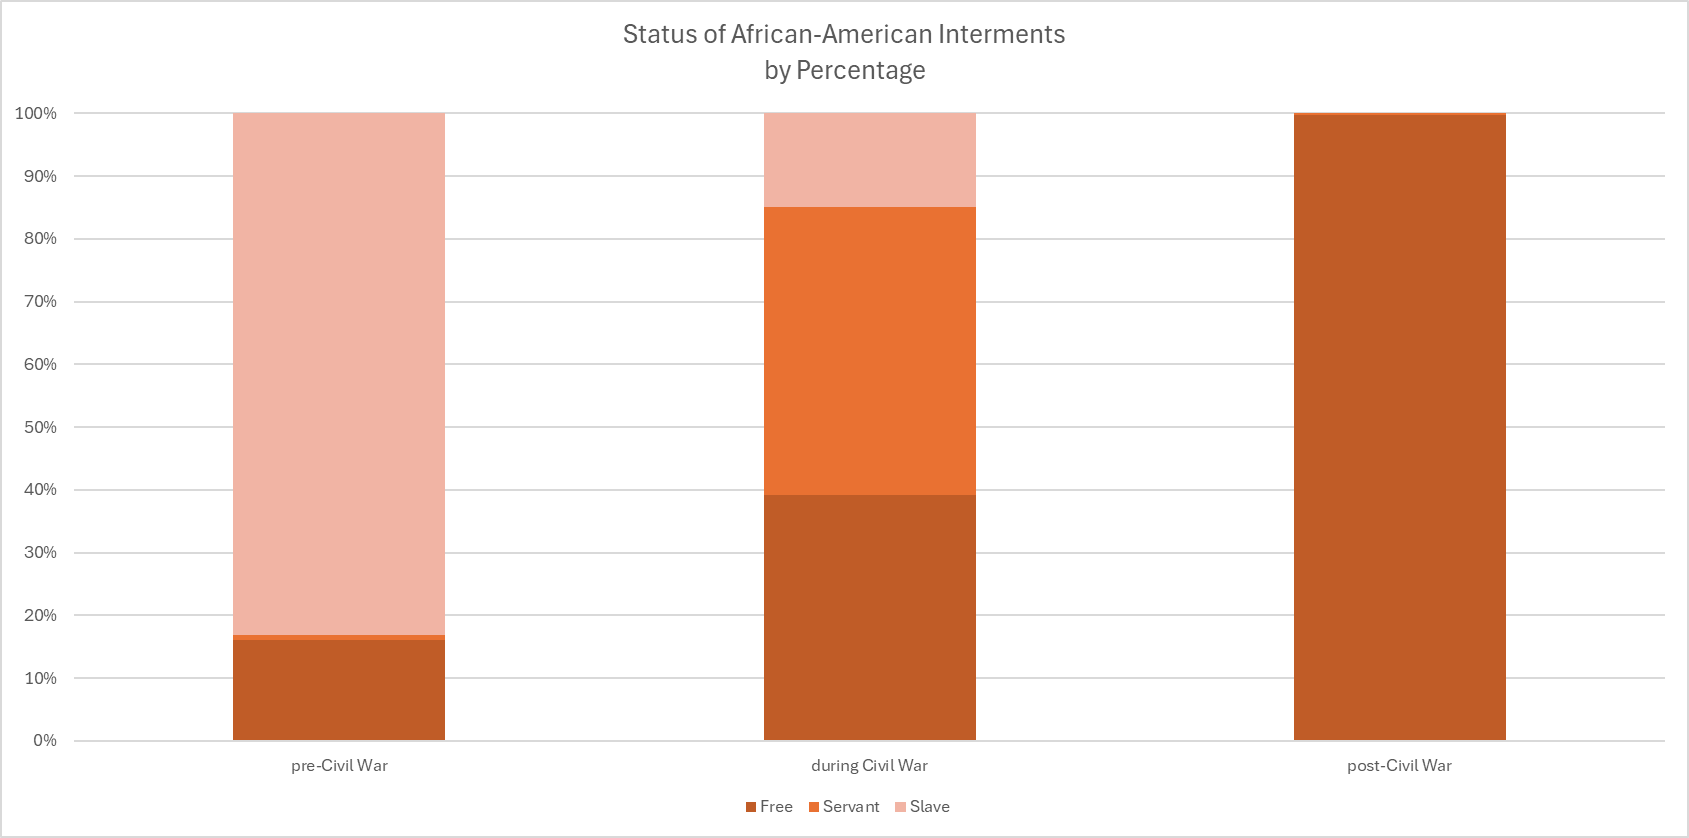 Status of African-American Interments
by Percentage
100%
90%
80%
70%
60%
50%
40%
30%
20%
10%
0%
pre-Civil War
during Civil War
post-Civil War
Free Servant Slave